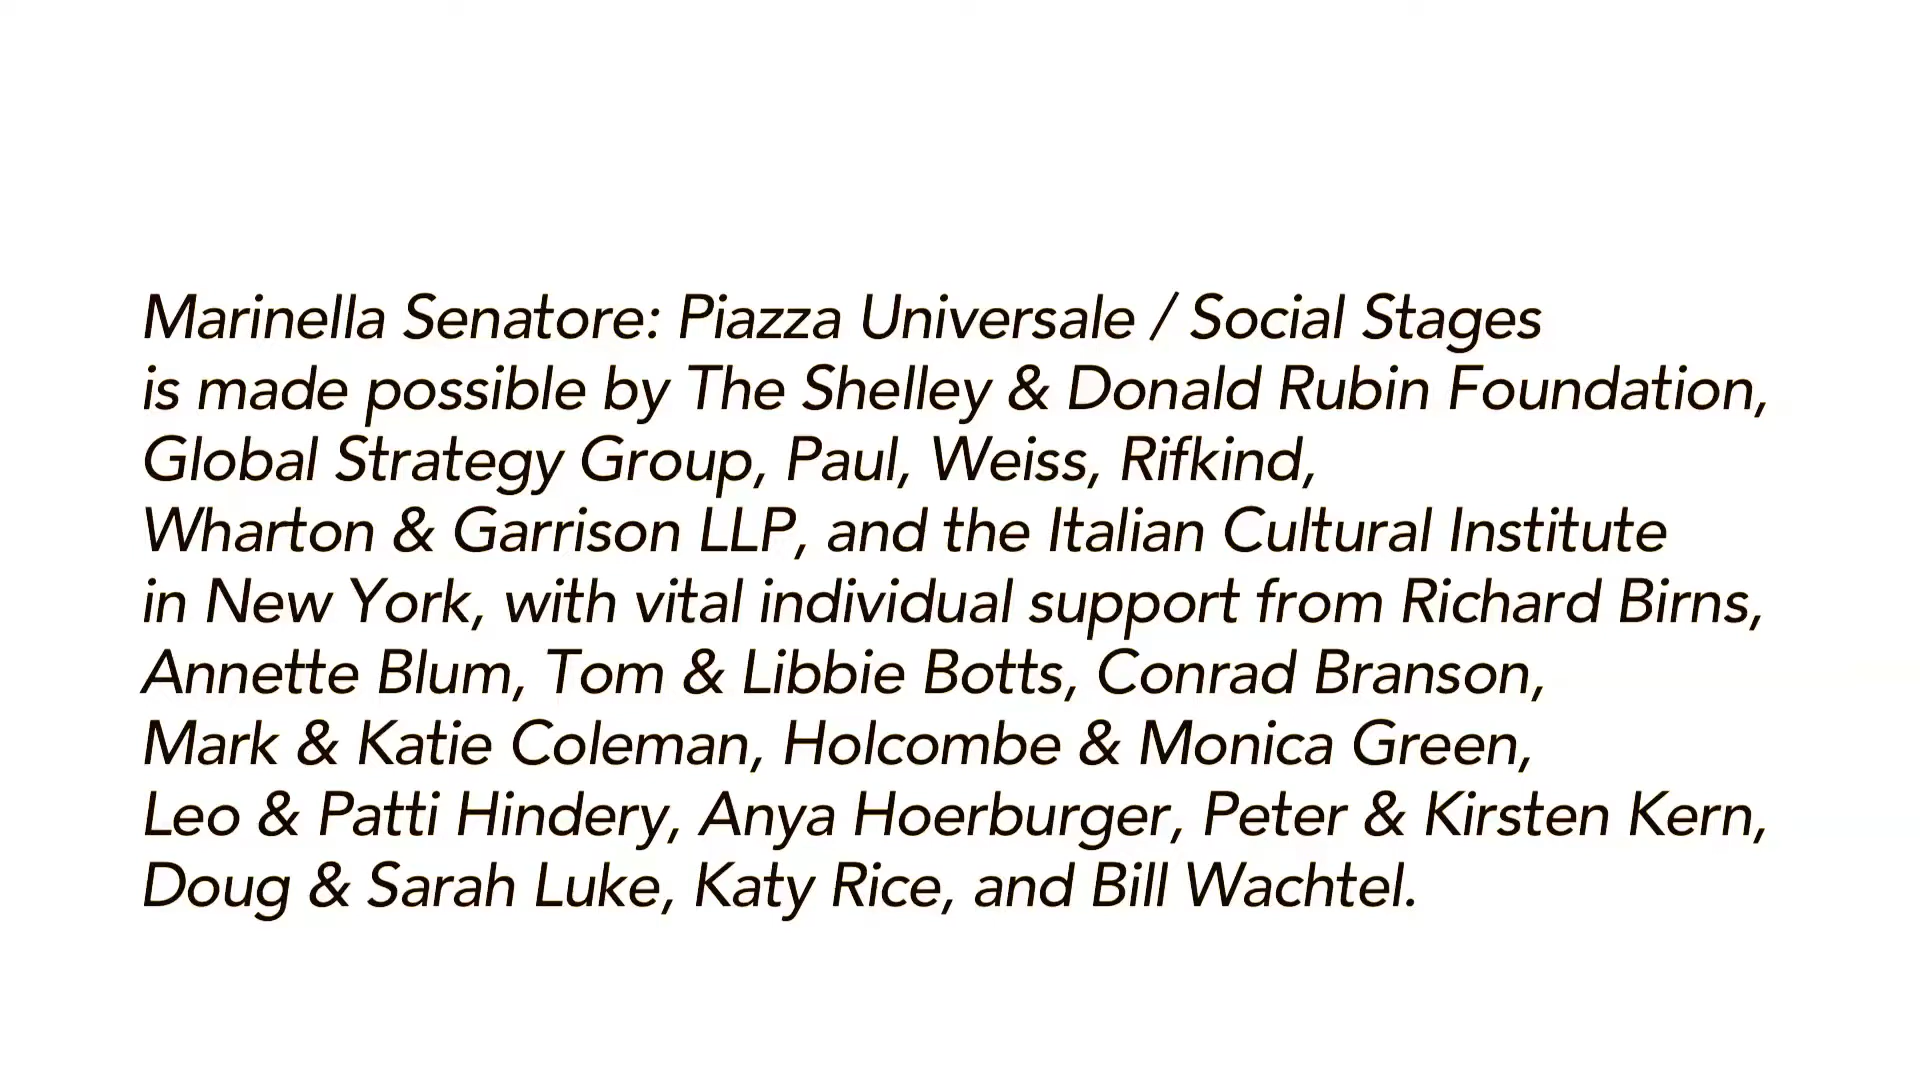 Marinella Senatore: Piazza Universale / Social Stages
is made possible by The Shelley & Donald Rubin Foundation,
Global Strategy Group, Paul, Weiss, Rifkind,
Wharton & Garrison LLP, and the Italian Cultural Institute
in New York, with vital individual support from Richard Birns,
Annette Blum, Tom & Libbie Botts, Conrad Branson,
Mark & Katie Coleman, Holcombe & Monica Green,
Leo & Patti Hindery, Anya Hoerburger, Peter & Kirsten Kern,
Doug & Sarah Luke, Katy Rice, and Bill Wachtel.